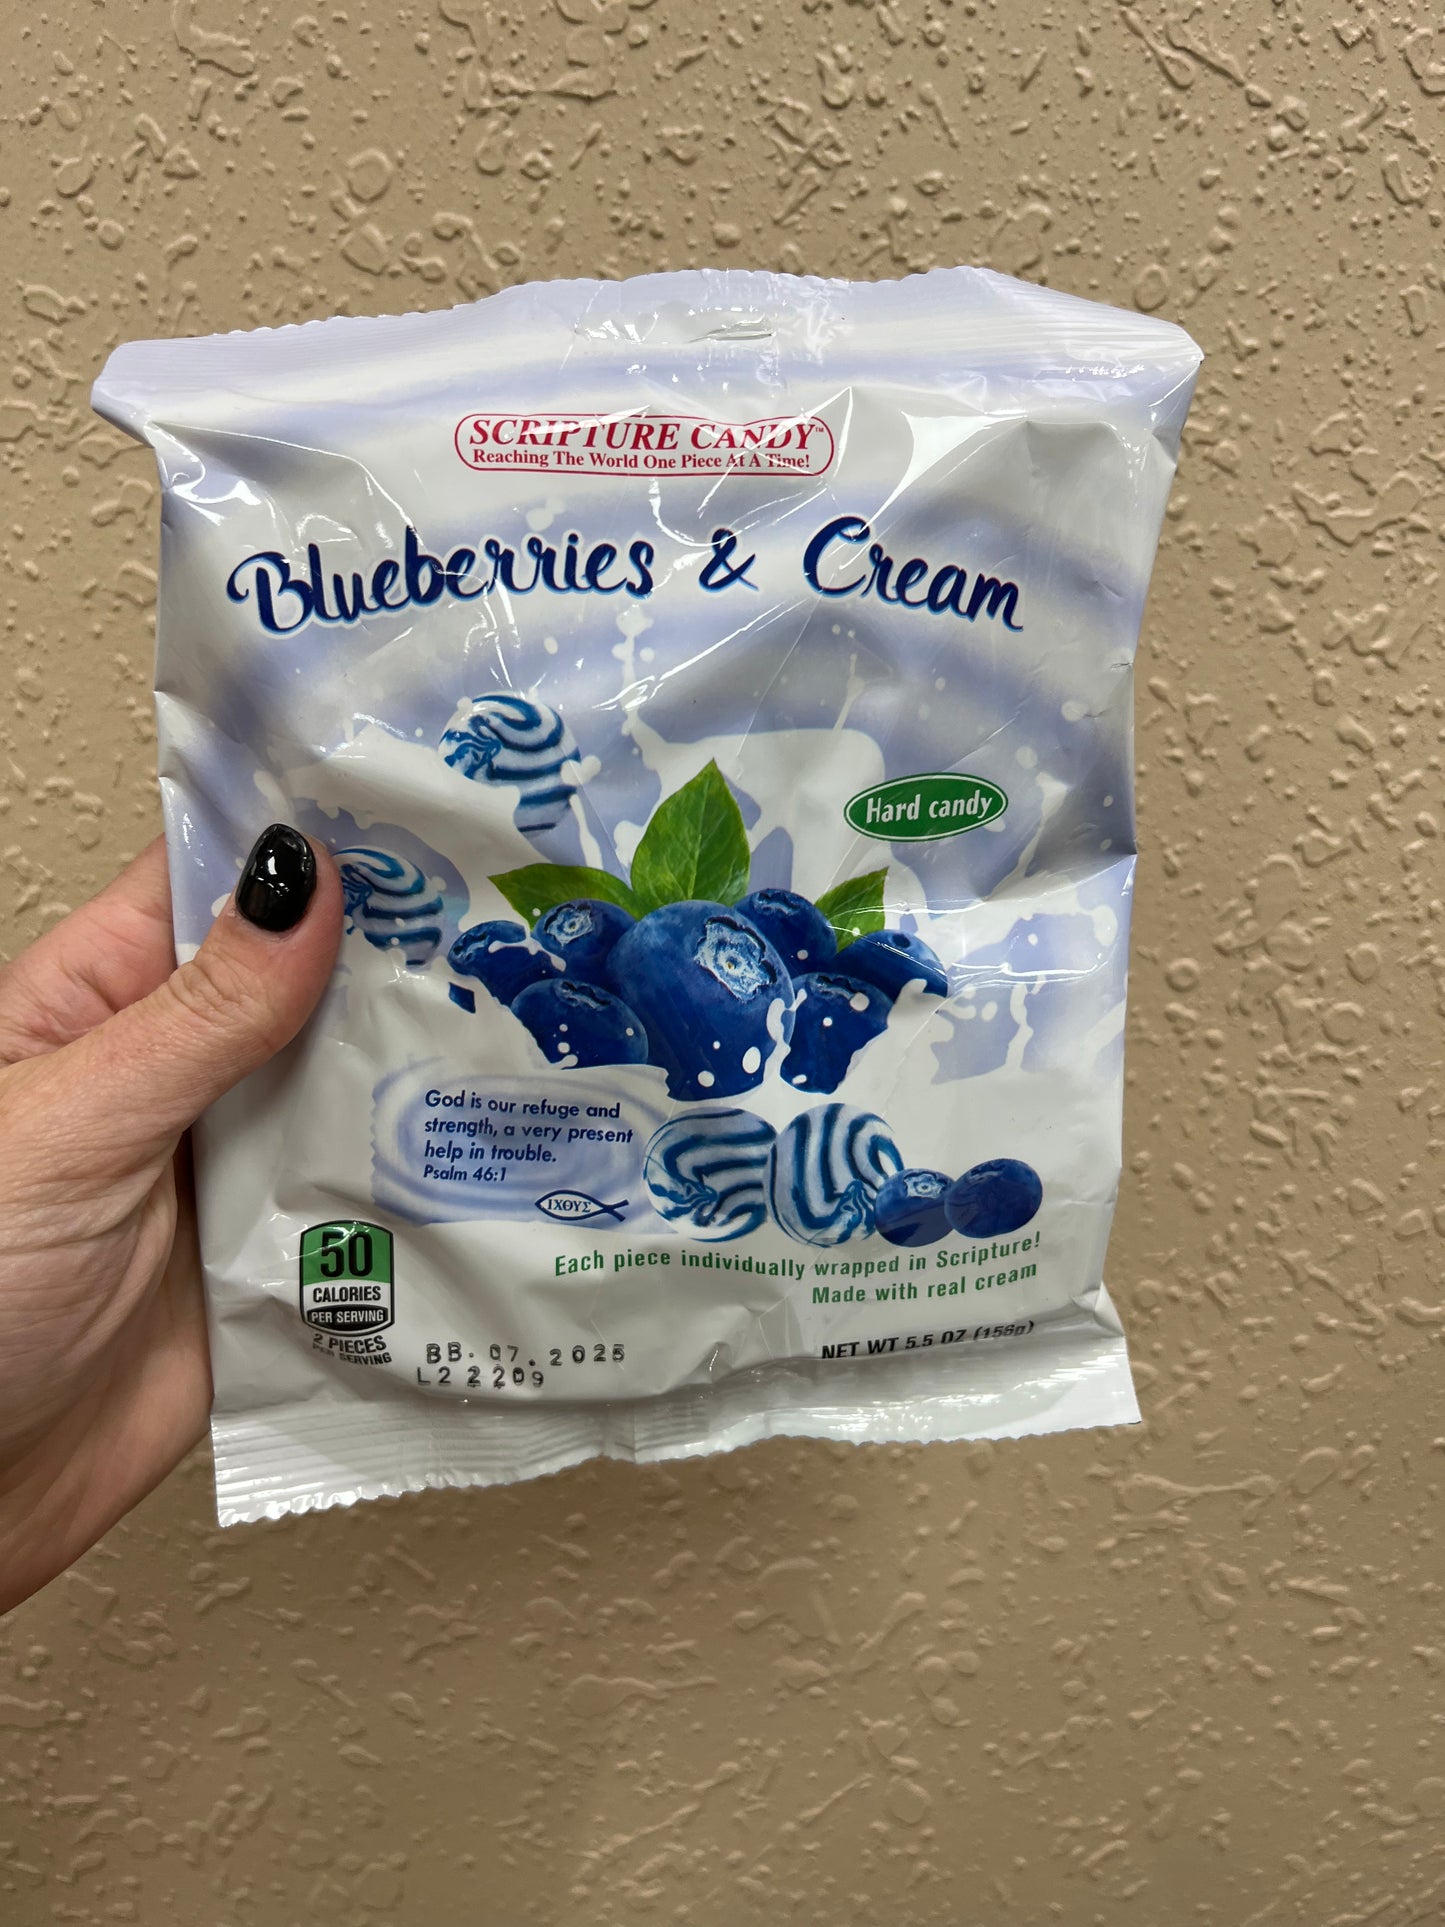 SCRIPTURE CANDY™
Reaching The World One Piece At A Time!
Blueberries & Cream
Hard candy
God is our refuge and
strength, a very present
help in trouble.
Psalm 46:1
ΙΧΘΥΣ
Each piece individually wrapped in Scripture!
Made with real cream
50
CALORIES
PER SERVING
2 PIECES
PER SERVING
BB. 07. 2025
L2 2209
NET WT 5.5 OZ (156g)